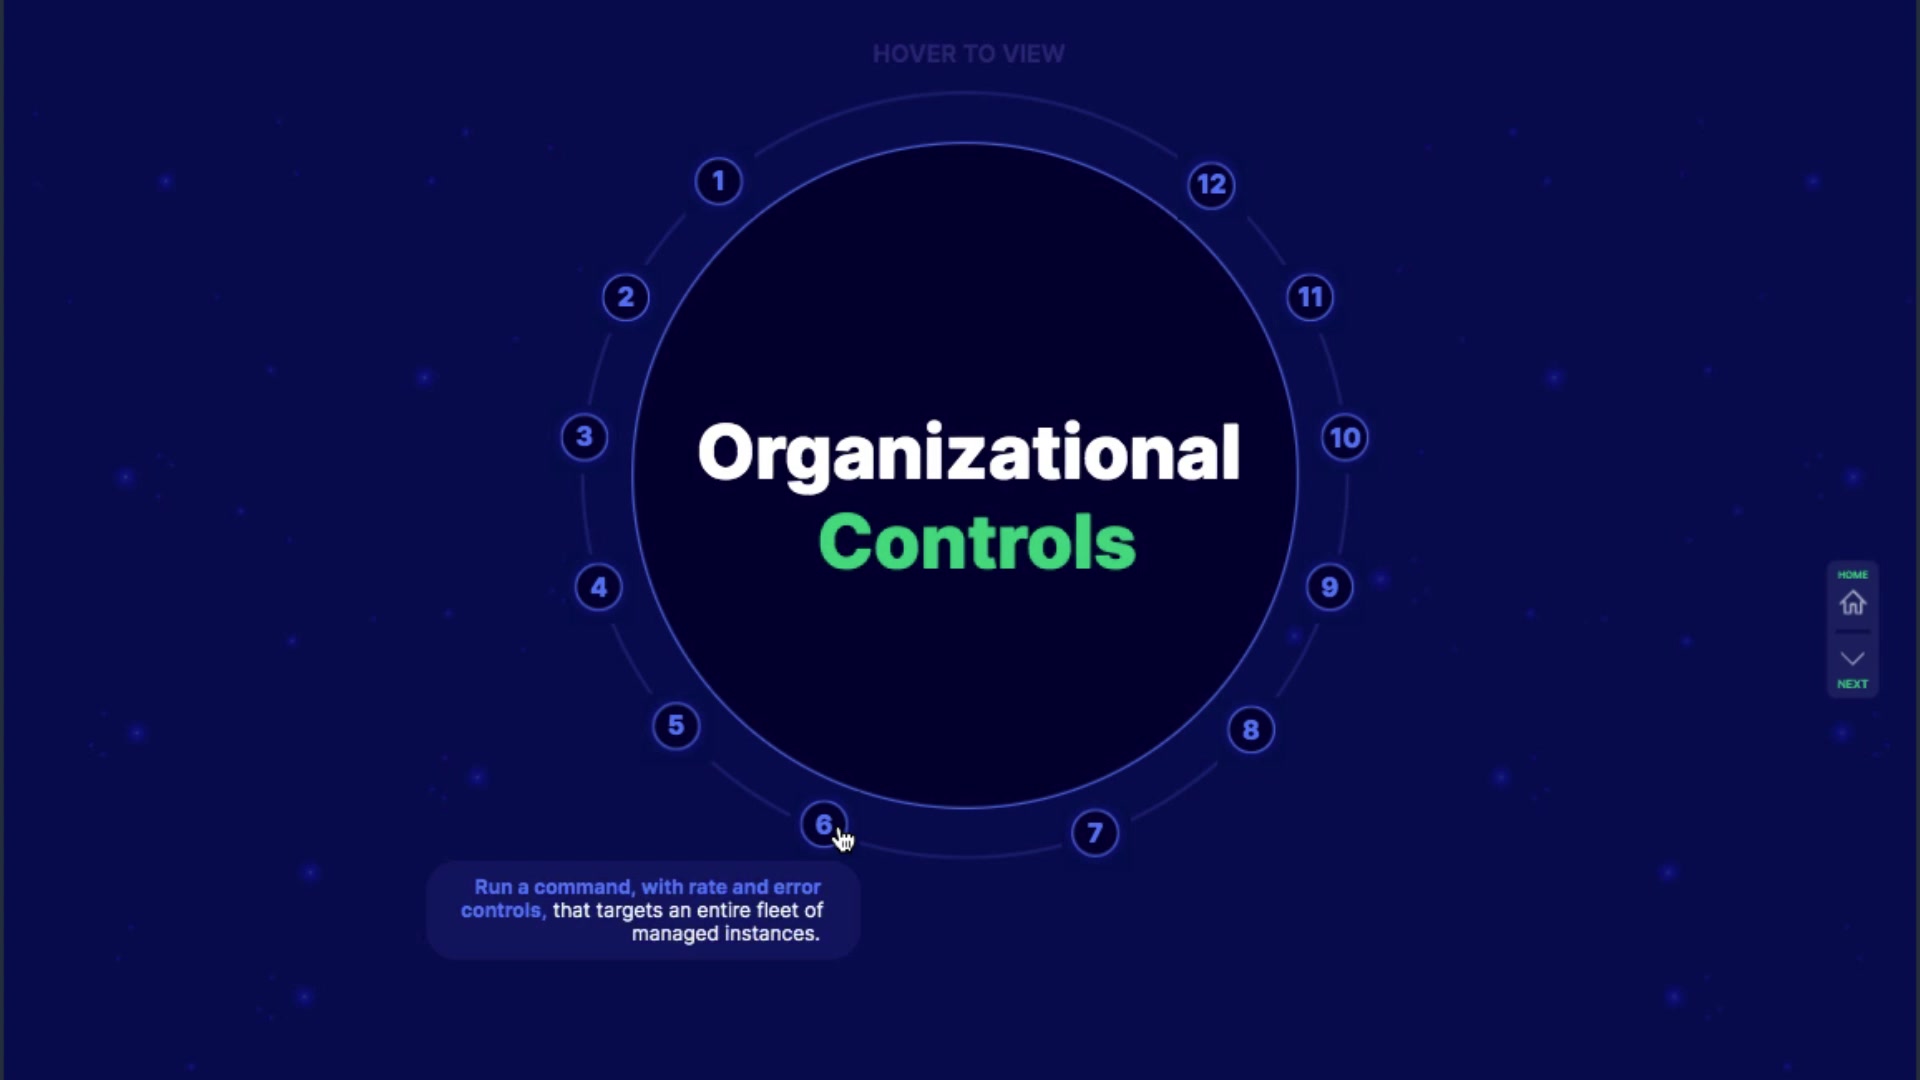 HOVER TO VIEW
1
12
2
11
3
10
Organizational
Controls
4
9
HOME
NEXT
5
8
6
7
Run a command, with rate and error
controls, that targets an entire fleet of
managed instances.